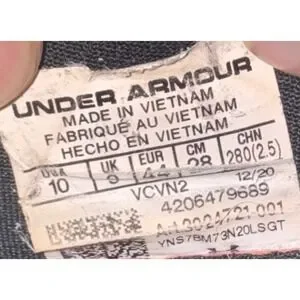 UNDER ARMOUR
MADE IN VIETNAM
FABRIQUÉ AU VIETNAM
HECHO EN VIETNAM
USA UK EUR CM CHN
10 9 44 28 280(2.5)
VCVN2 12/20
4206479689
YNS7BM73N20LSGT